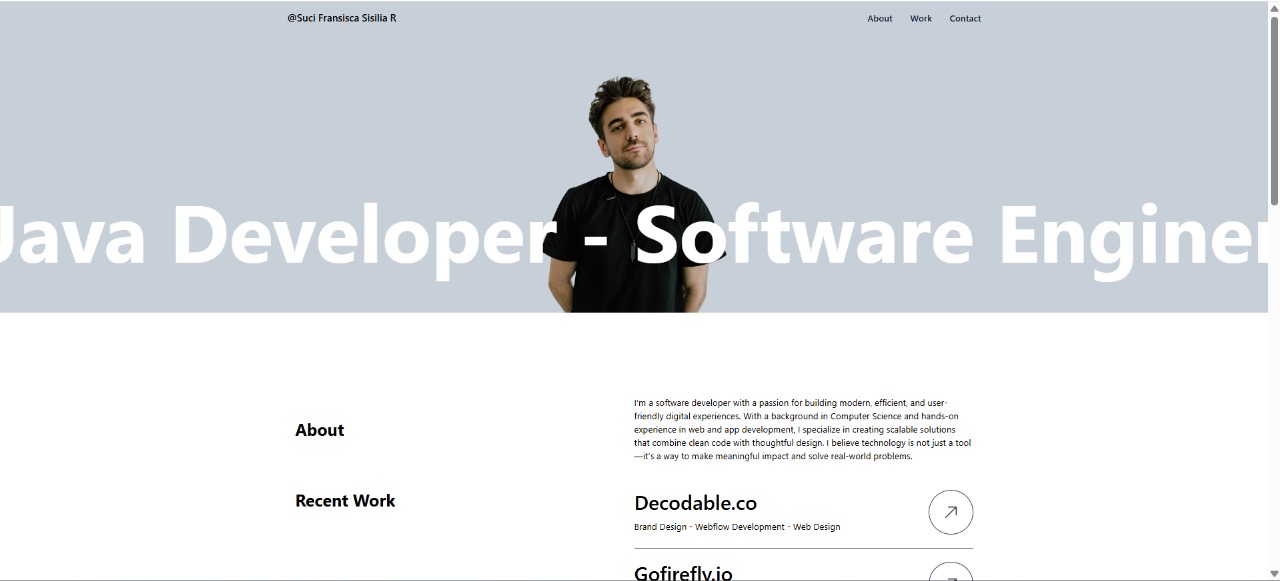 @Suci Fransisca Sisilia R
About Work Contact
Java Developer - Software Enginer
I'm a software developer with a passion for building modern, efficient, and user-
friendly digital experiences. With a background in Computer Science and hands-on
experience in web and app development, I specialize in creating scalable solutions
that combine clean code with thoughtful design. I believe technology is not just a tool
—it's a way to make meaningful impact and solve real-world problems.
About
Recent Work
Decodable.co
Brand Design - Webflow Development - Web Design
Gofirefly.io